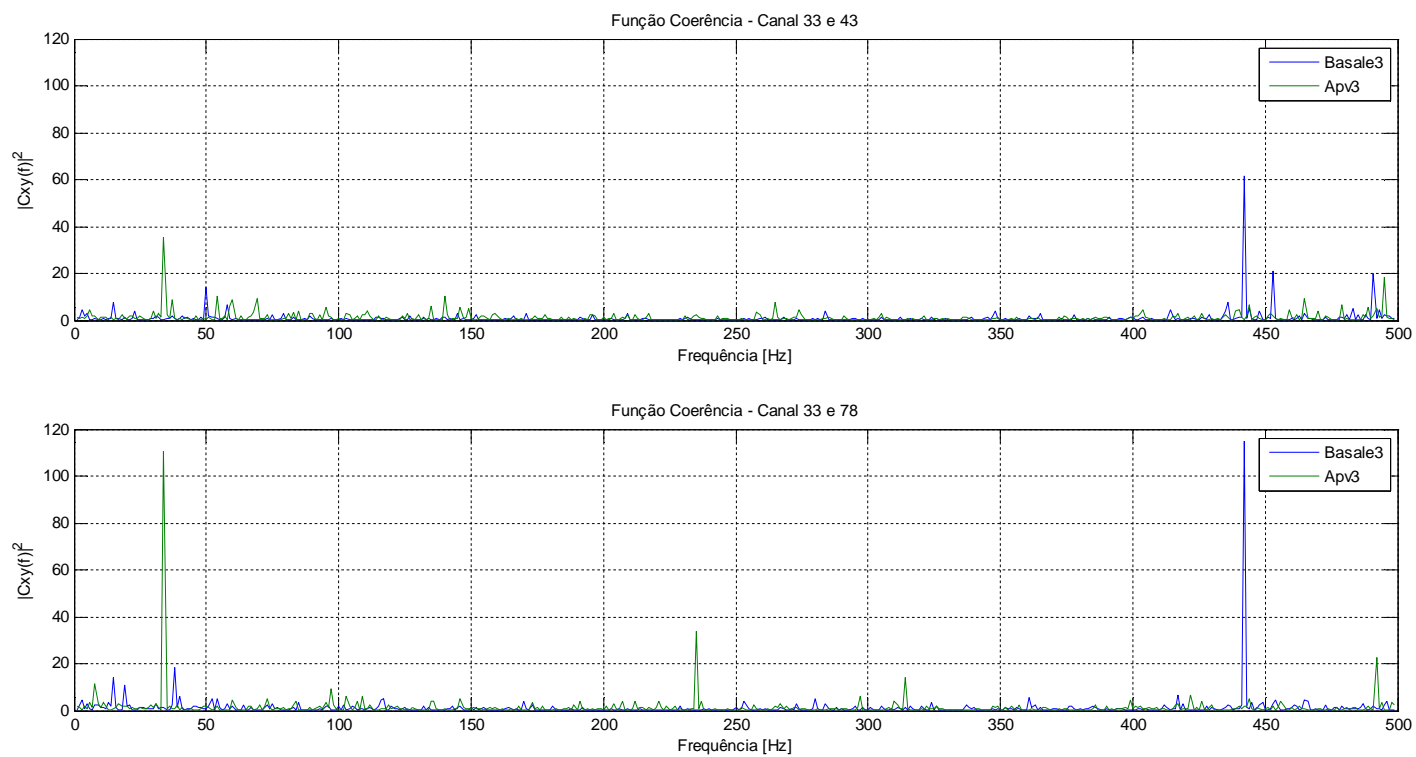 Função Coerência - Canal 33 e 43
120
100
80
60
40
20
0
|Cxy(f)|²
0 50 100 150 200 250 300 350 400 450 500
Frequência [Hz]
Basale3
Apv3
Função Coerência - Canal 33 e 78
120
100
80
60
40
20
0
|Cxy(f)|²
0 50 100 150 200 250 300 350 400 450 500
Frequência [Hz]
Basale3
Apv3